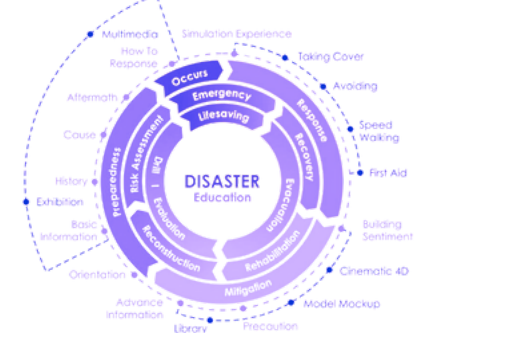 Multimedia
Simulation Experience
How To
Response
Taking Cover
Aftermath
Avoiding
Cause
Speed
Walking
History
First Aid
Exhibition
Basic
Information
Building
Sentiment
Orientation
Cinematic 4D
Advance
Information
Model Mockup
Library
Precaution
Occurs
Response
Mitigation
Preparedness
Emergency
Recovery
Rehabilitation
Reconstruction
Risk Assessment
Lifesaving
Evacvation
Evaluation
Drill
DISASTER
Education